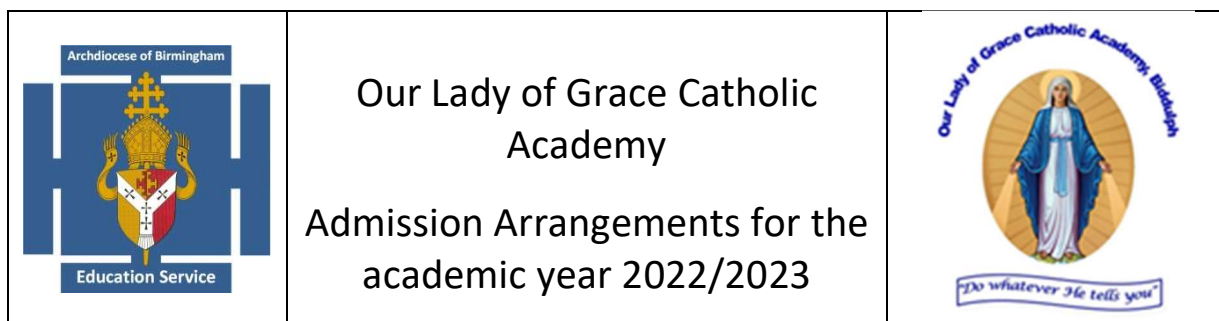 Archdiocese of Birmingham
Education Service
Our Lady of Grace Catholic
Academy
Admission Arrangements for the
academic year 2022/2023
Our Lady of Grace Catholic Academy, Biddulph
"Do whatever He tells you"